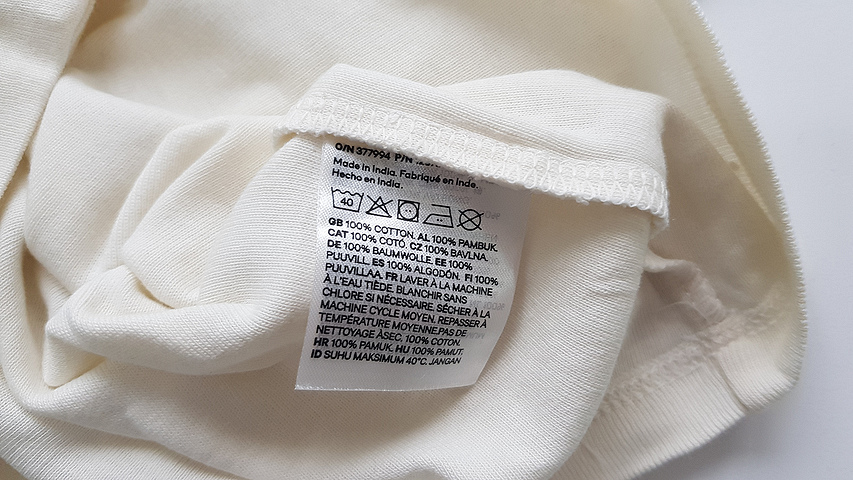 O/N 377994 P/N
Made in India. Fabriqué en Inde.
Hecho en India.
40
GB 100% COTTON. AL 100% PAMBUK.
CAT 100% COTÓ. CZ 100% BAVLNA.
DE 100% BAUMWOLLE. EE 100%
PUUVILL. ES 100% ALGODÓN. FI 100%
PUUVILLAA. FR LAVER À LA MACHINE
À L'EAU TIÈDE. BLANCHIR SANS
CHLORE SI NÉCESSAIRE. SÉCHER À LA
MACHINE CYCLE MOYEN. REPASSER À
TEMPÉRATURE MOYENNE.PAS DE
NETTOYAGE ÀSEC. 100% COTON.
HR 100% PAMUK. HU 100% PAMUT.
ID SUHU MAKSIMUM 40°C. JANGAN